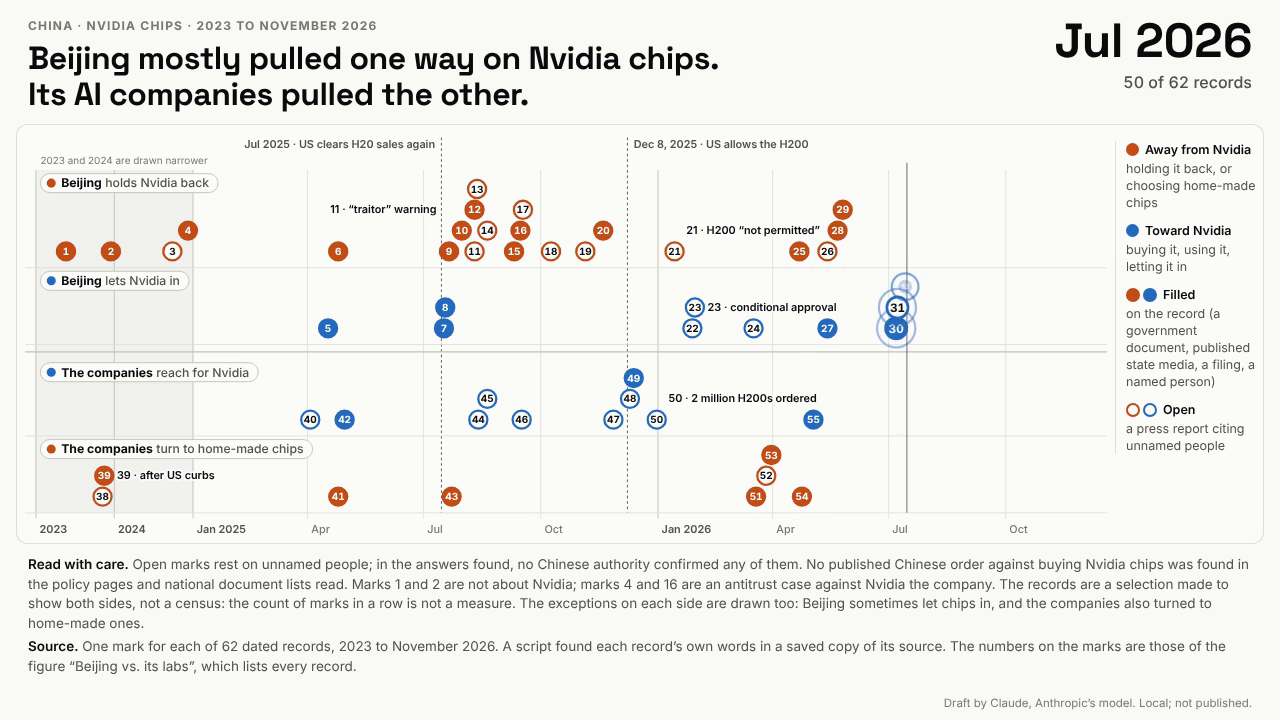 CHINA · NVIDIA CHIPS · 2023 TO NOVEMBER 2026
Beijing mostly pulled one way on Nvidia chips.
Its AI companies pulled the other.
Jul 2026
50 of 62 records
Jul 2025 · US clears H20 sales again
Dec 8, 2025 · US allows the H200
2023 and 2024 are drawn narrower
Beijing holds Nvidia back
13
11 · “traitor” warning
12
17
29
4
10
14
16
20
21 · H200 “not permitted”
28
1
2
3
6
9
11
15
18
19
21
25
26
Beijing lets Nvidia in
8
23
23 · conditional approval
31
5
7
22
24
27
30
The companies reach for Nvidia
49
45
48
50 · 2 million H200s ordered
40
42
44
46
47
50
55
The companies turn to home-made chips
53
39
39 · after US curbs
52
38
41
43
51
54
2023
2024
Jan 2025
Apr
Jul
Oct
Jan 2026
Apr
Jul
Oct
Away from Nvidia
holding it back, or
choosing home-made
chips
Toward Nvidia
buying it, using it,
letting it in
Filled
on the record (a
government
document, published
state media, a filing, a
named person)
Open
a press report citing
unnamed people
Read with care. Open marks rest on unnamed people; in the answers found, no Chinese authority confirmed any of them. No published Chinese order against buying Nvidia chips was found in
the policy pages and national document lists read. Marks 1 and 2 are not about Nvidia; marks 4 and 16 are an antitrust case against Nvidia the company. The records are a selection made to
show both sides, not a census: the count of marks in a row is not a measure. The exceptions on each side are drawn too: Beijing sometimes let chips in, and the companies also turned to
home-made ones.
Source. One mark for each of 62 dated records, 2023 to November 2026. A script found each record’s own words in a saved copy of its source. The numbers on the marks are those of the
figure “Beijing vs. its labs”, which lists every record.
Draft by Claude, Anthropic’s model. Local; not published.